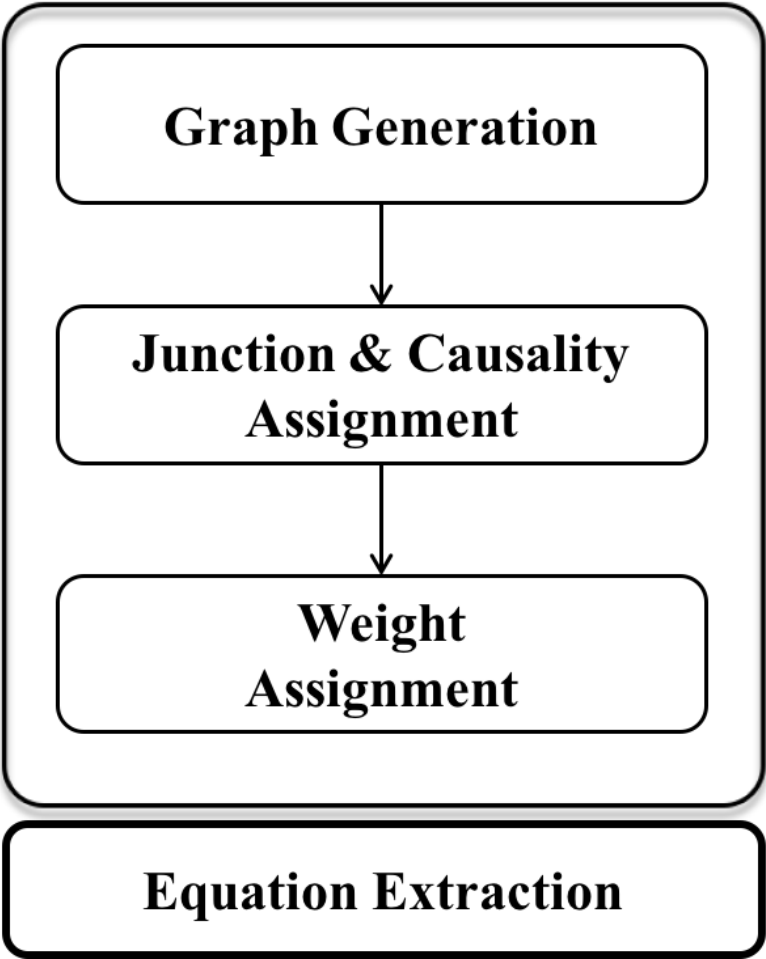 Graph Generation
Junction & Causality
Assignment
Weight
Assignment
Equation Extraction